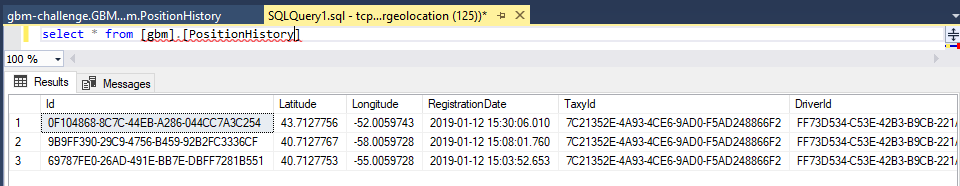 gbm-challenge.GBM...m.PositionHistory SQLQuery1.sql - tcp...rgeolocation (125))*
select * from [gbm].[PositionHistory]
100 %
Results Messages
Id Latitude Longitude RegistrationDate TaxyId DriverId
1 0F104868-8C7C-44EB-A286-044CC7A3C254 43.7127756 -52.0059743 2019-01-12 15:30:06.010 7C21352E-4A93-4CE6-9AD0-F5AD248866F2 FF73D534-C53E-42B3-B9CB-221A
2 9B9FF390-29C9-4756-B459-92B2FC3336CF 40.7127767 -58.0059728 2019-01-12 15:08:01.760 7C21352E-4A93-4CE6-9AD0-F5AD248866F2 FF73D534-C53E-42B3-B9CB-221A
3 69787FE0-26AD-491E-BB7E-DBFF7281B551 40.7127753 -55.0059728 2019-01-12 15:03:52.653 7C21352E-4A93-4CE6-9AD0-F5AD248866F2 FF73D534-C53E-42B3-B9CB-221A